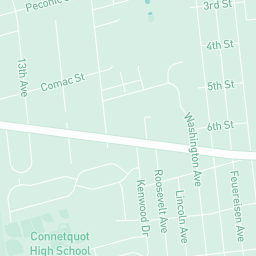 Peconic
3rd St
4th St
13th Ave
Comac St
5th St
6th St
Washington Ave
Roosevelt Ave
Kenwood Dr
Lincoln Ave
Feuereisen Ave
Connetquot
High School